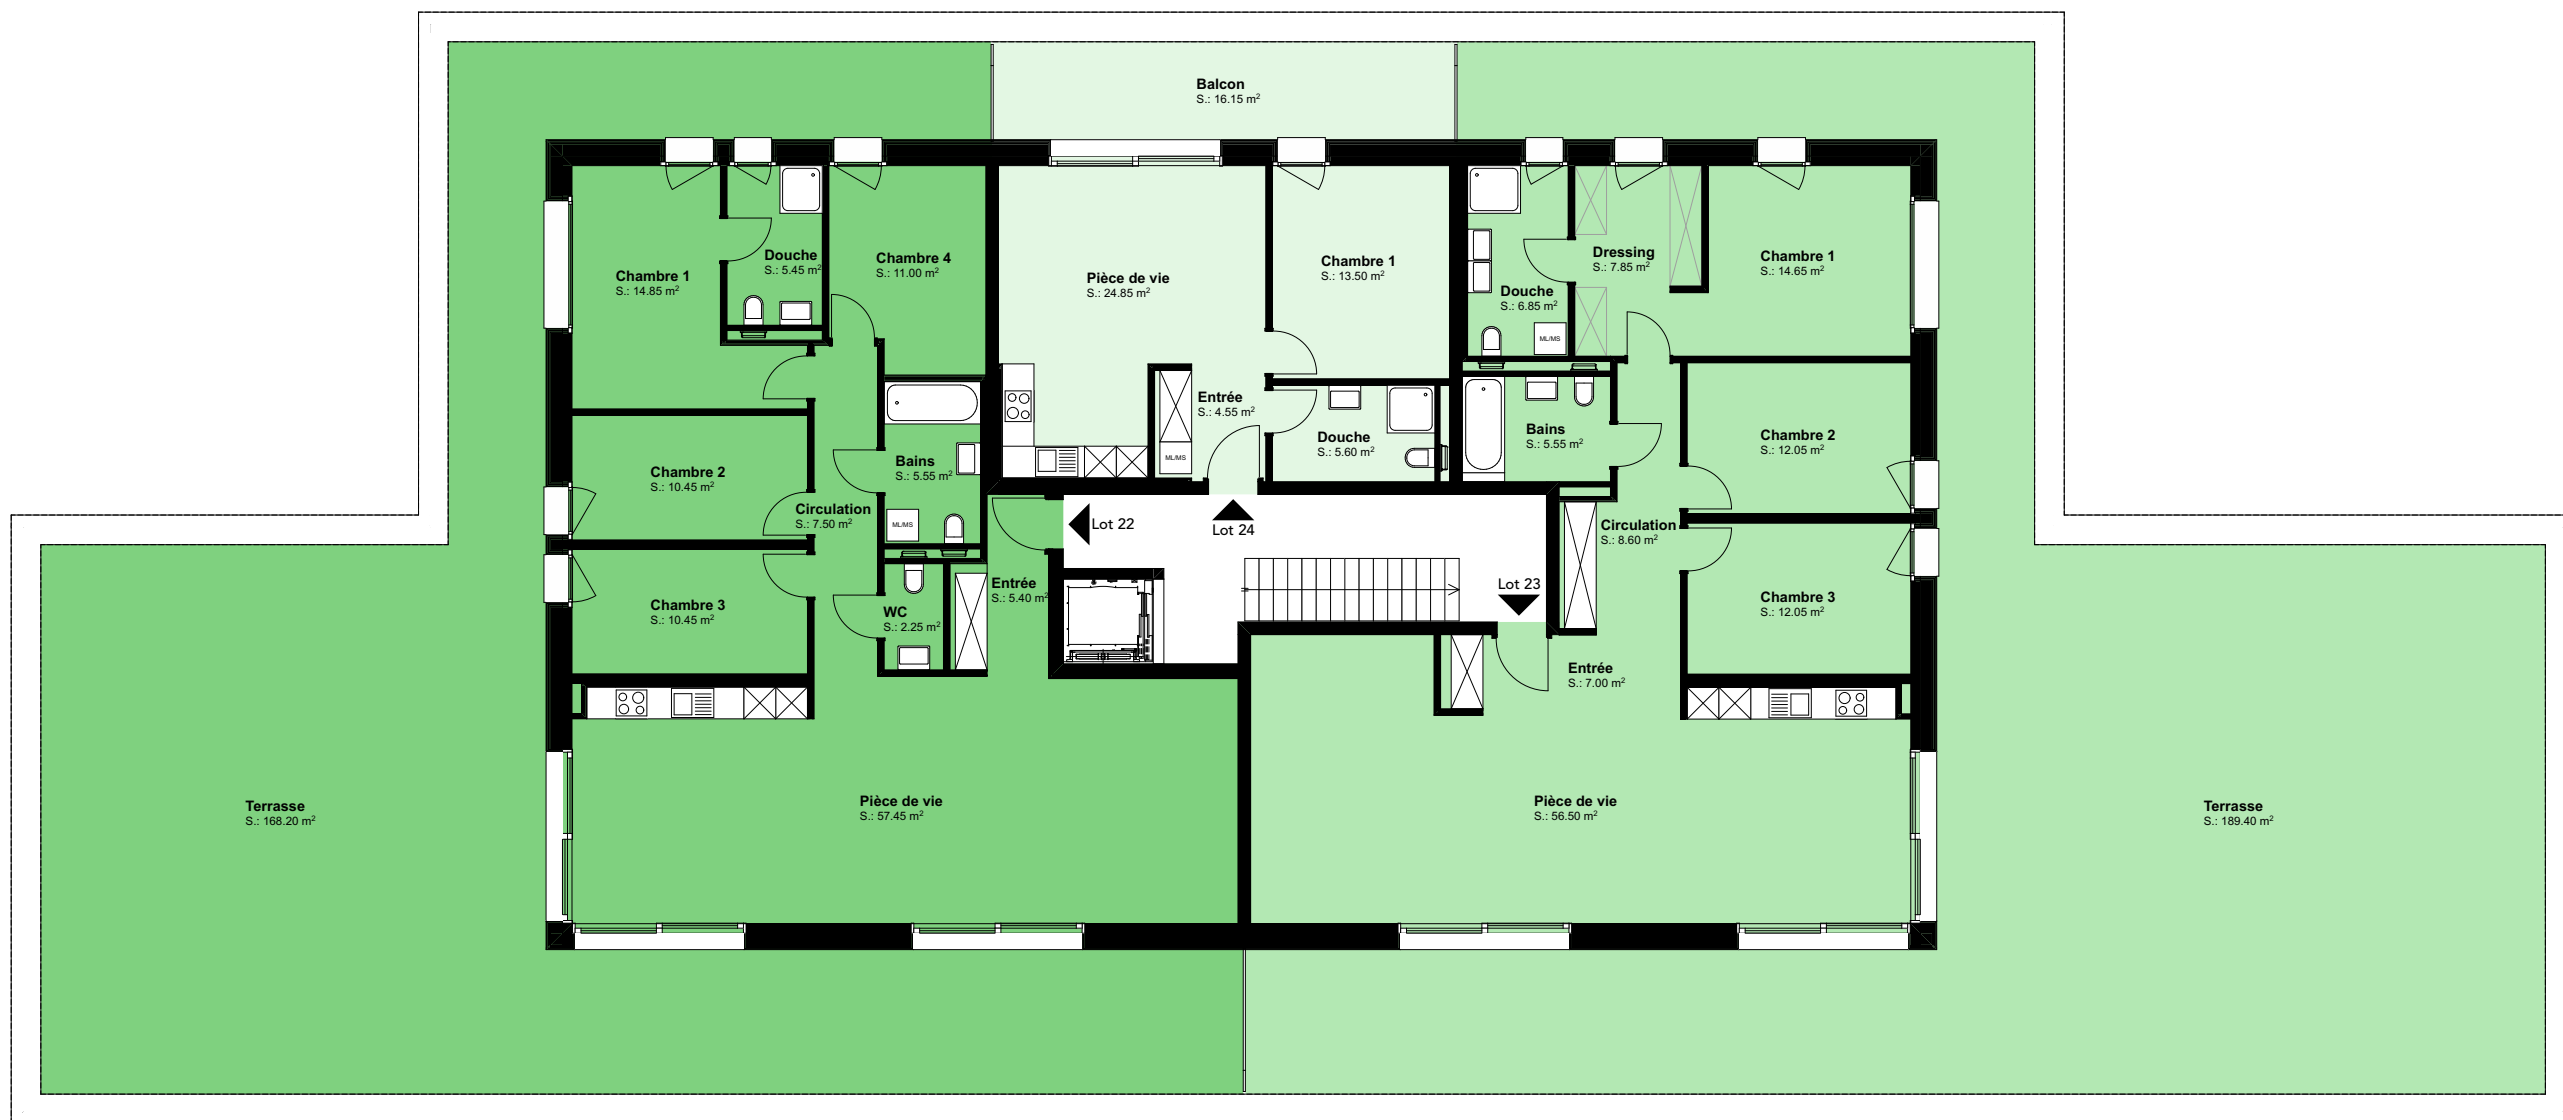 Balcon
S.: 16.15 m²
Chambre 1
S.: 14.85 m²
Douche
S.: 5.45 m²
Chambre 4
S.: 11.00 m²
Pièce de vie
S.: 24.85 m²
Chambre 1
S.: 13.50 m²
Douche
S.: 6.85 m²
ML/MS
Dressing
S.: 7.85 m²
Chambre 1
S.: 14.65 m²
Chambre 2
S.: 10.45 m²
Circulation
S.: 7.50 m²
Bains
S.: 5.55 m²
ML/MS
Entrée
S.: 4.55 m²
ML/MS
Douche
S.: 5.60 m²
Bains
S.: 5.55 m²
Chambre 2
S.: 12.05 m²
Lot 22
Lot 24
Circulation
S.: 8.60 m²
Chambre 3
S.: 10.45 m²
WC
S.: 2.25 m²
Entrée
S.: 5.40 m²
Lot 23
Chambre 3
S.: 12.05 m²
Entrée
S.: 7.00 m²
Terrasse
S.: 168.20 m²
Pièce de vie
S.: 57.45 m²
Pièce de vie
S.: 56.50 m²
Terrasse
S.: 189.40 m²